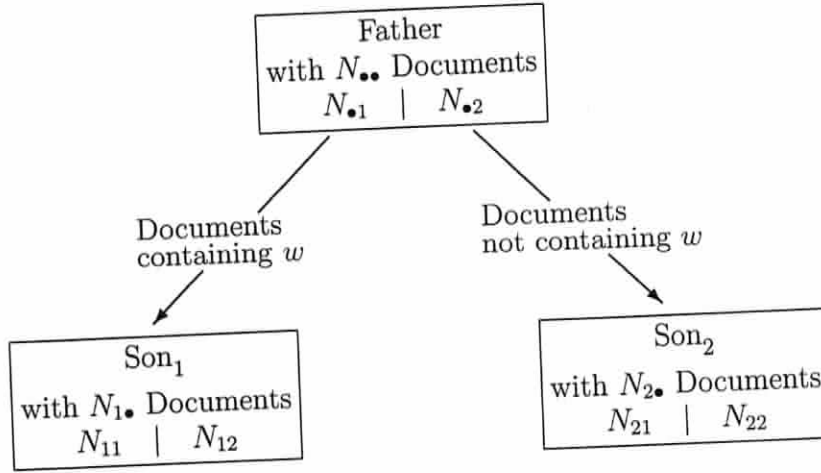 Father
with N•• Documents
N•1 | N•2
Documents
containing w
Documents
not containing w
Son1
with N1• Documents
N11 | N12
Son2
with N2• Documents
N21 | N22